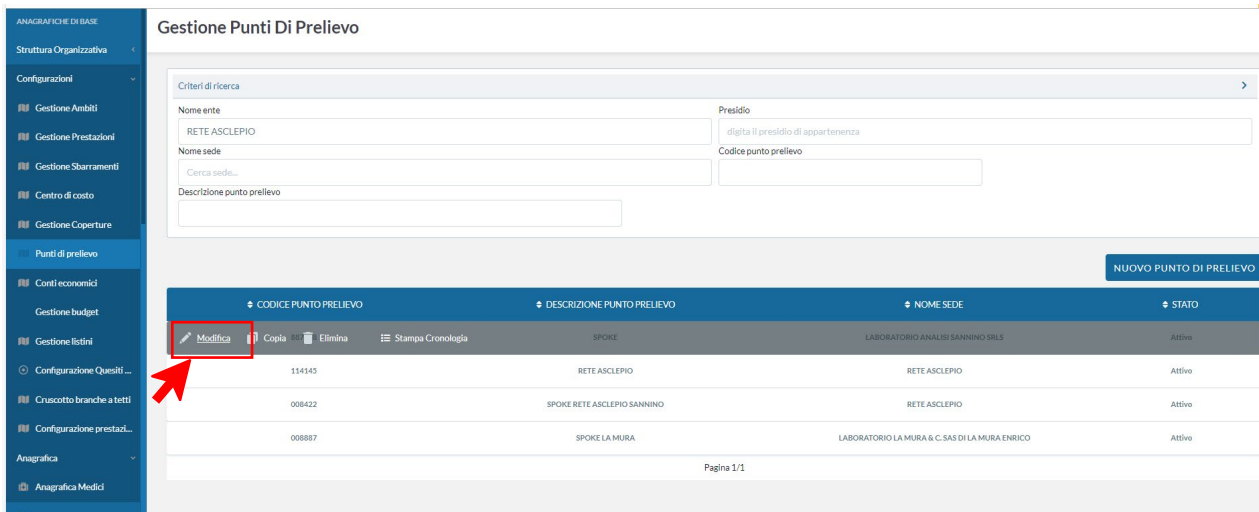 ANAGRAFICHE DI BASE
Struttura Organizzativa
Configurazioni
Gestione Ambiti
Gestione Prestazioni
Gestione Sbarramenti
Centro di costo
Gestione Coperture
Punti di prelievo
Conti economici
Gestione budget
Gestione listini
Configurazione Quesiti ...
Cruscotto branche a tetti
Configurazione prestazi...
Anagrafica
Anagrafica Medici
Gestione Punti Di Prelievo
Criteri di ricerca
Nome ente
Presidio
RETE ASCLEPIO
digita il presidio di appartenenza
Nome sede
Codice punto prelievo
Cerca sede...
Descrizione punto prelievo
NUOVO PUNTO DI PRELIEVO
CODICE PUNTO PRELIEVO DESCRIZIONE PUNTO PRELIEVO NOME SEDE STATO
Modifica Copia Elimina Stampa Cronologia SPOKE LABORATORIO ANALISI SANNINO SRLS Attivo
114145 RETE ASCLEPIO RETE ASCLEPIO Attivo
008422 SPOKE RETE ASCLEPIO SANNINO RETE ASCLEPIO Attivo
008887 SPOKE LA MURA LABORATORIO LA MURA & C. SAS DI LA MURA ENRICO Attivo
Pagina 1/1